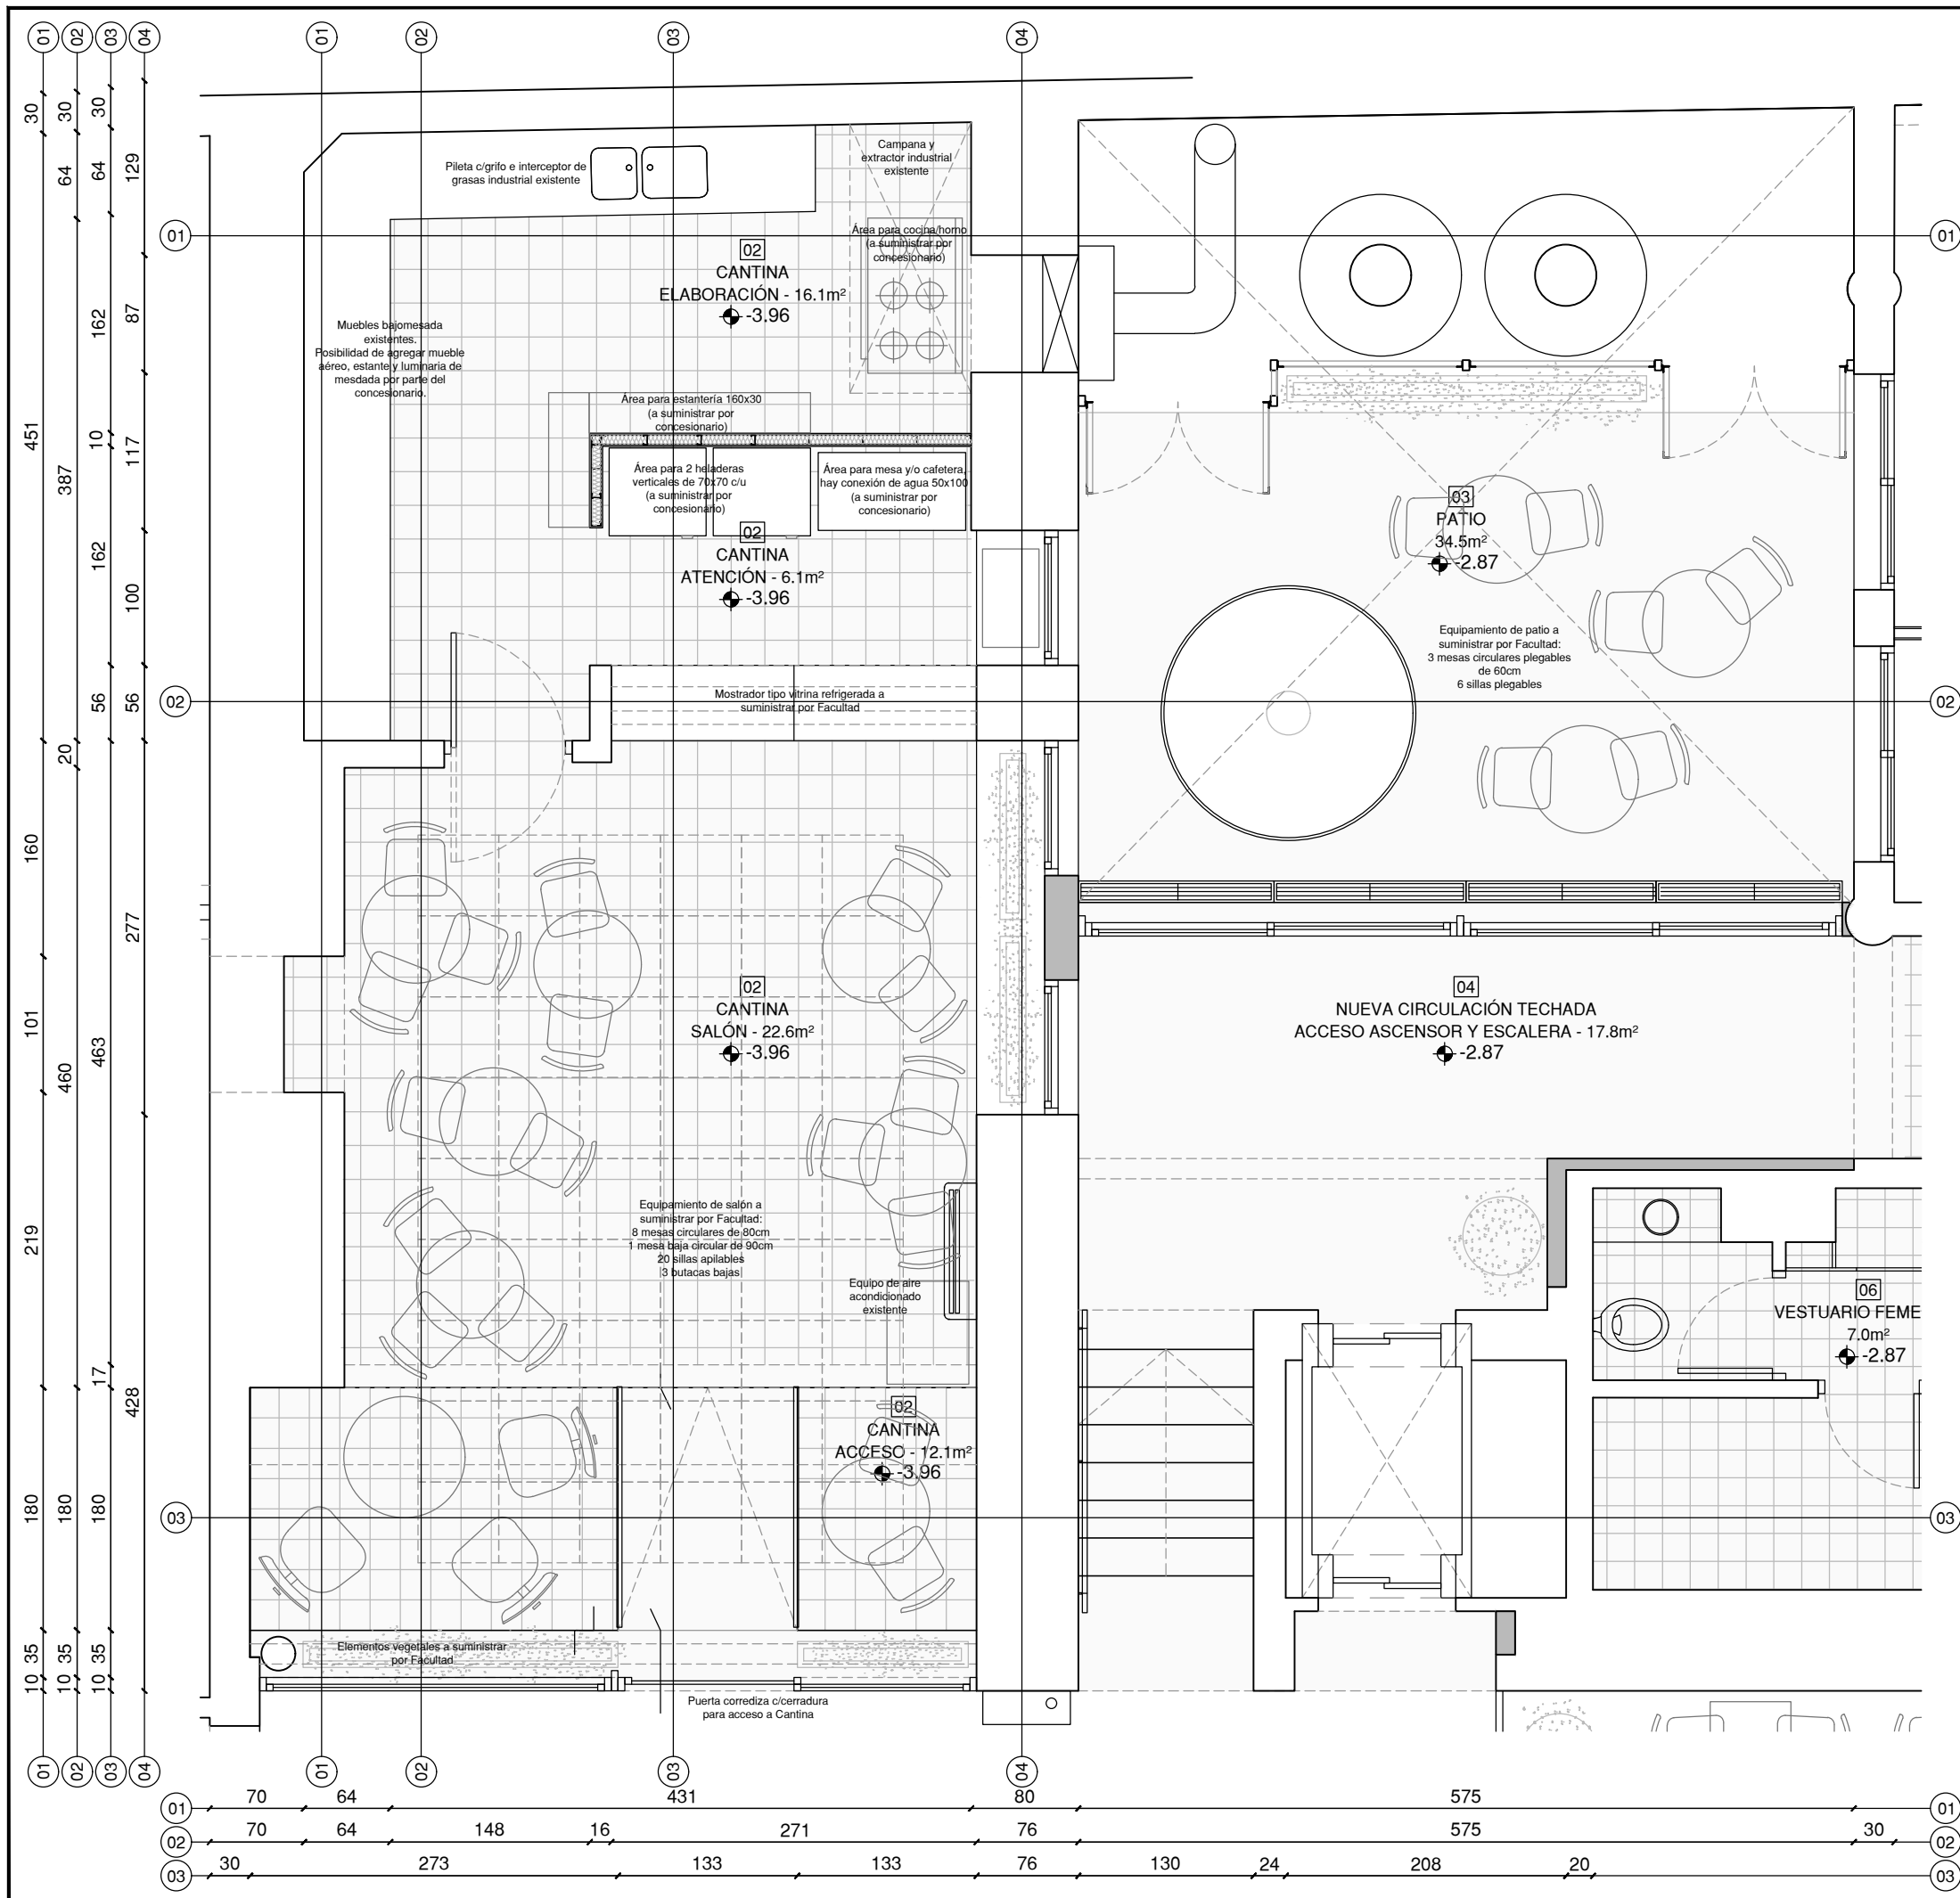 01 02 03 04 01 02 03 04
30 30 30
64 64 129
01 01
451 387 162 87
10 117
162 100
56 56
02 02
20
160 277
101 460 463
219
17 428
180 180 180
03 03
10 35 10 35 10 35
Pileta c/grifo e interceptor de
grasas industrial existente
Campana y
extractor industrial
existente
Área para cocina/horno
(a suministrar por
concesionario)
02
CANTINA
ELABORACIÓN - 16.1m²
-3.96
Muebles bajomesada
existentes.
Posibilidad de agregar mueble
aéreo, estante y luminaria de
mesdada por parte del
concesionario.
Área para estantería 160x30
(a suministrar por
concesionario)
Área para 2 heladeras
verticales de 70x70 c/u
(a suministrar por
concesionario)
Área para mesa y/o cafetera,
hay conexión de agua 50x100
(a suministrar por
concesionario)
02
CANTINA
ATENCIÓN - 6.1m²
-3.96
03
PATIO
34.5m²
-2.87
Equipamiento de patio a
suministrar por Facultad:
3 mesas circulares plegables
de 60cm
6 sillas plegables
Mostrador tipo vitrina refrigerada a
suministrar por Facultad
02
CANTINA
SALÓN - 22.6m²
-3.96
04
NUEVA CIRCULACIÓN TECHADA
ACCESO ASCENSOR Y ESCALERA - 17.8m²
-2.87
Equipamiento de salón a
suministrar por Facultad:
8 mesas circulares de 80cm
1 mesa baja circular de 90cm
20 sillas apilables
3 butacas bajas
Equipo de aire
acondicionado
existente
06
VESTUARIO FEME
7.0m²
-2.87
02
CANTINA
ACCESO - 12.1m²
-3.96
Elementos vegetales a suministrar
por Facultad
Puerta corrediza c/cerradura
para acceso a Cantina
01 02 03 04 01 02 03 04
01 70 64 431 80 575 01
02 70 64 148 16 271 76 575 30 02
03 30 273 133 133 76 130 24 208 20 03